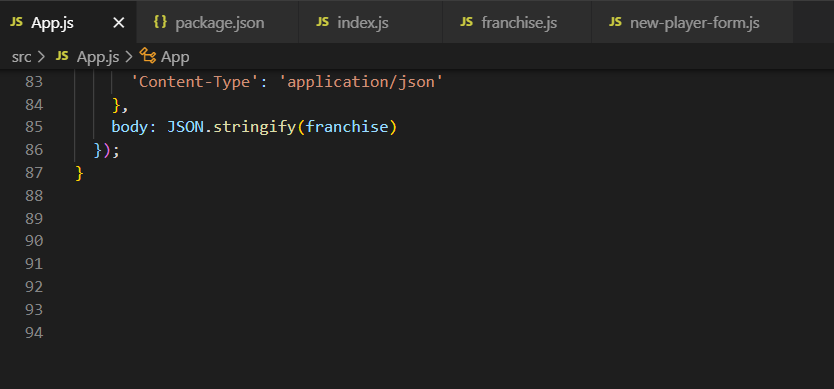 JS App.js × {} package.json JS index.js JS franchise.js JS new-player-form.js
src > JS App.js > App
83 'Content-Type': 'application/json'
84 },
85 body: JSON.stringify(franchise)
86 });
87 }
88
89
90
91
92
93
94